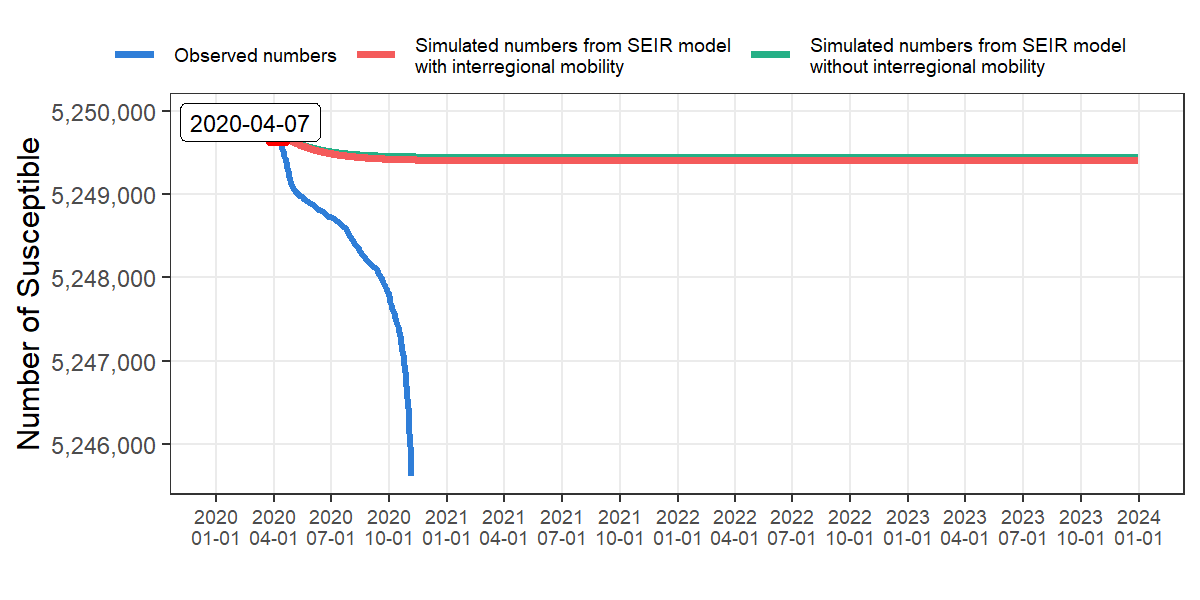 Observed numbers
Simulated numbers from SEIR model
with interregional mobility
Simulated numbers from SEIR model
without interregional mobility
Number of Susceptible
5,250,000
5,249,000
5,248,000
5,247,000
5,246,000
2020-04-07
2020 2020 2020 2020 2021 2021 2021 2021 2022 2022 2022 2022 2023 2023 2023 2023 2024
01-01 04-01 07-01 10-01 01-01 04-01 07-01 10-01 01-01 04-01 07-01 10-01 01-01 04-01 07-01 10-01 01-01